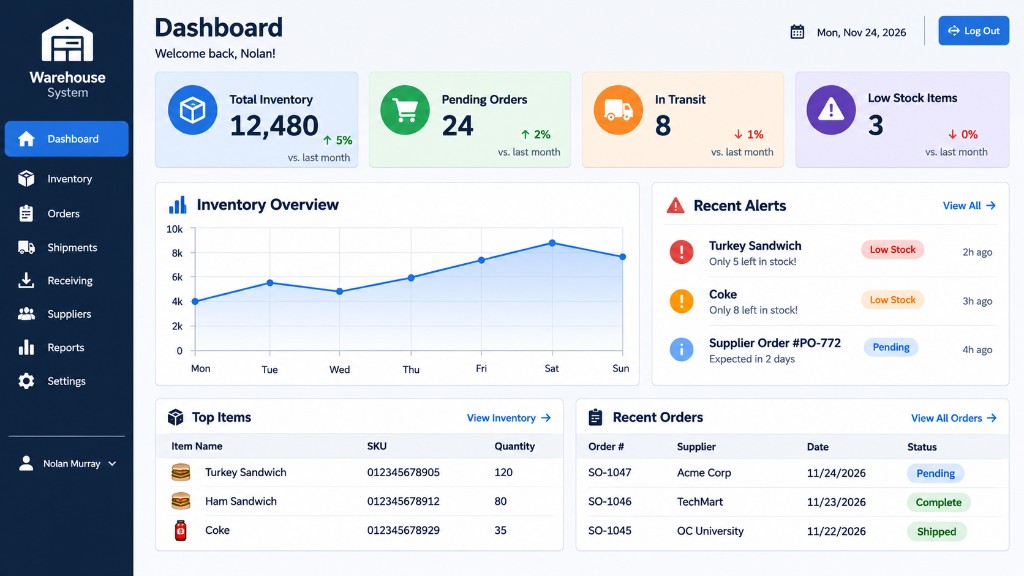 Warehouse
System
Dashboard
Inventory
Orders
Shipments
Receiving
Suppliers
Reports
Settings
Nolan Murray
Dashboard
Welcome back, Nolan!
Mon, Nov 24, 2026
Log Out
Total Inventory
12,480
↑ 5%
vs. last month
Pending Orders
24
↑ 2%
vs. last month
In Transit
8
↓ 1%
vs. last month
Low Stock Items
3
↓ 0%
vs. last month
Inventory Overview
10k
8k
6k
4k
2k
0
Mon Tue Wed Thu Fri Sat Sun
Recent Alerts
View All →
Turkey Sandwich
Only 5 left in stock!
Low Stock
2h ago
Coke
Only 8 left in stock!
Low Stock
3h ago
Supplier Order #PO-772
Expected in 2 days
Pending
4h ago
Top Items
View Inventory →
Item Name SKU Quantity
Turkey Sandwich 012345678905 120
Ham Sandwich 012345678912 80
Coke 012345678929 35
Recent Orders
View All Orders →
Order # Supplier Date Status
SO-1047 Acme Corp 11/24/2026 Pending
SO-1046 TechMart 11/23/2026 Complete
SO-1045 OC University 11/22/2026 Shipped